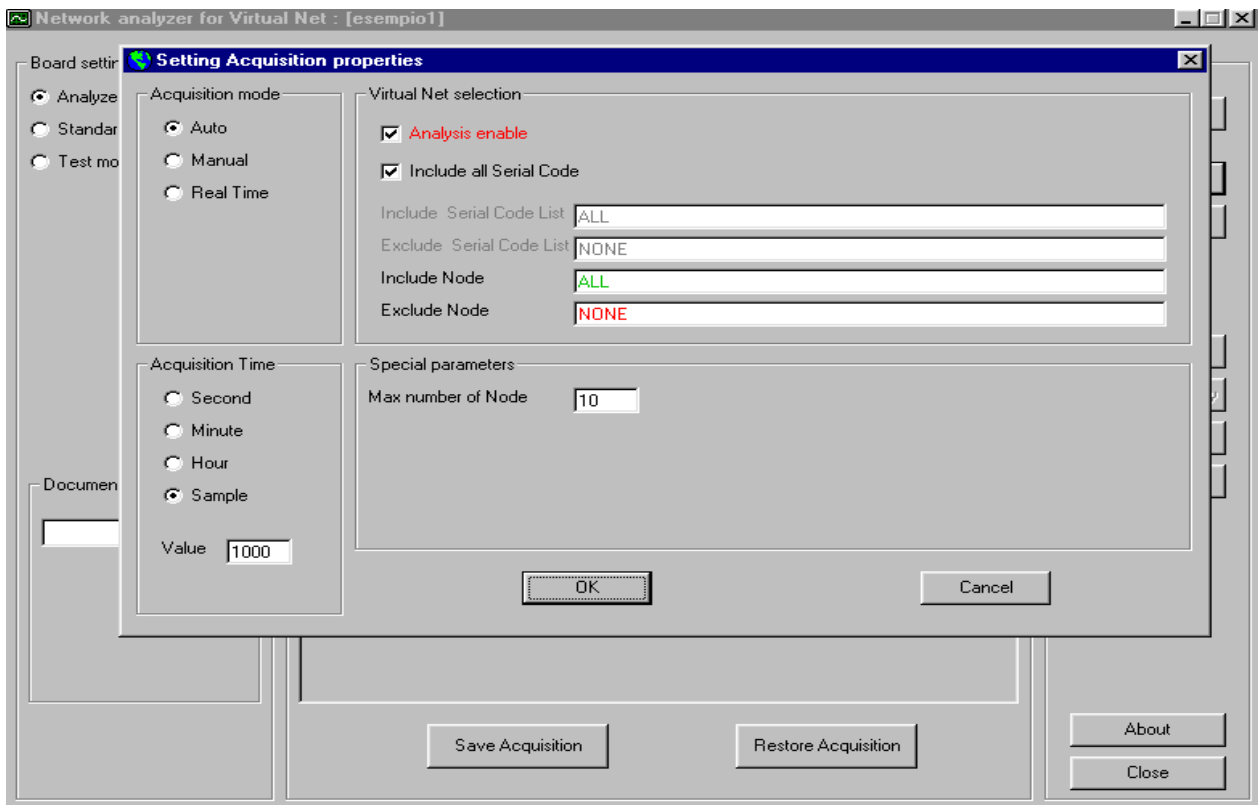 Network analyzer for Virtual Net : [esempio1]
Setting Acquisition properties
Board settin
Analyze
Standar
Test mo
Acquisition mode
Auto
Manual
Real Time
Virtual Net selection
Analysis enable
Include all Serial Code
Include Serial Code List ALL
Exclude Serial Code List NONE
Include Node ALL
Exclude Node NONE
Acquisition Time
Second
Minute
Hour
Sample
Value 1000
Special parameters
Max number of Node 10
OK
Cancel
Documen
Save Acquisition
Restore Acquisition
About
Close